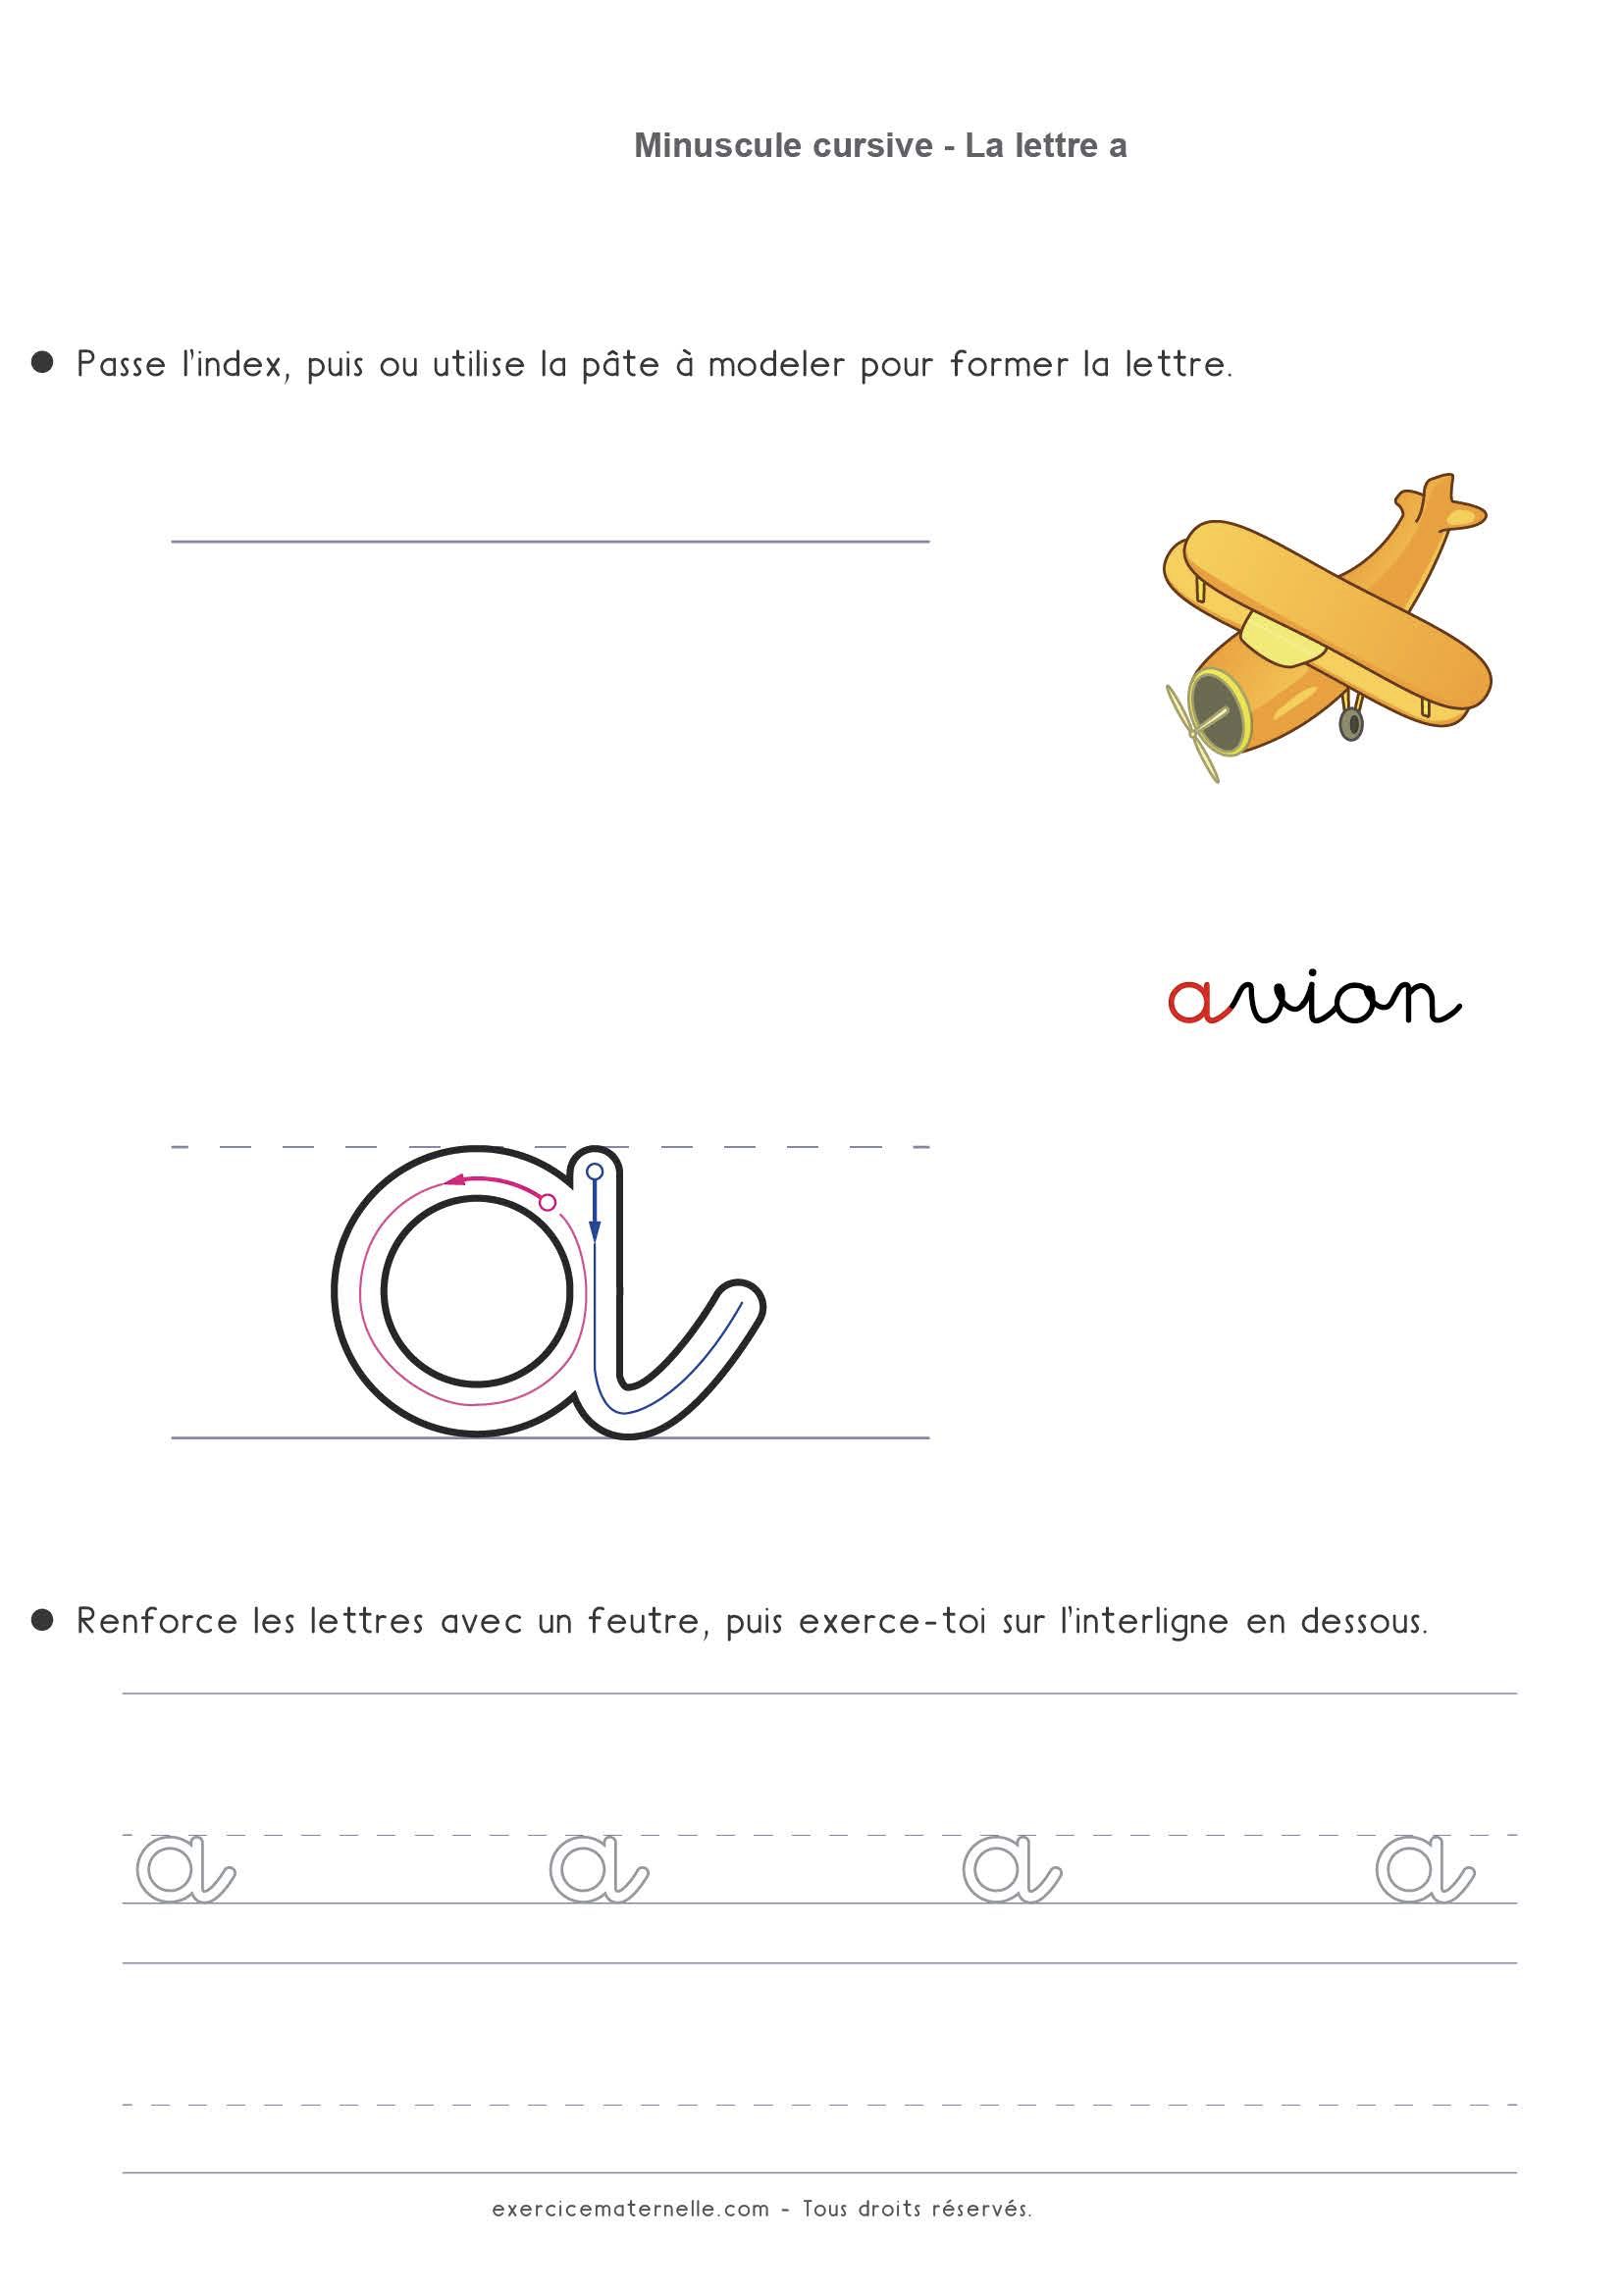 Minuscule cursive - La lettre a
● Passe l'index, puis ou utilise la pâte à modeler pour former la lettre.
avion
a
● Renforce les lettres avec un feutre, puis exerce-toi sur l'interligne en dessous.
a a a a
exercicematernelle.com - Tous droits réservés.